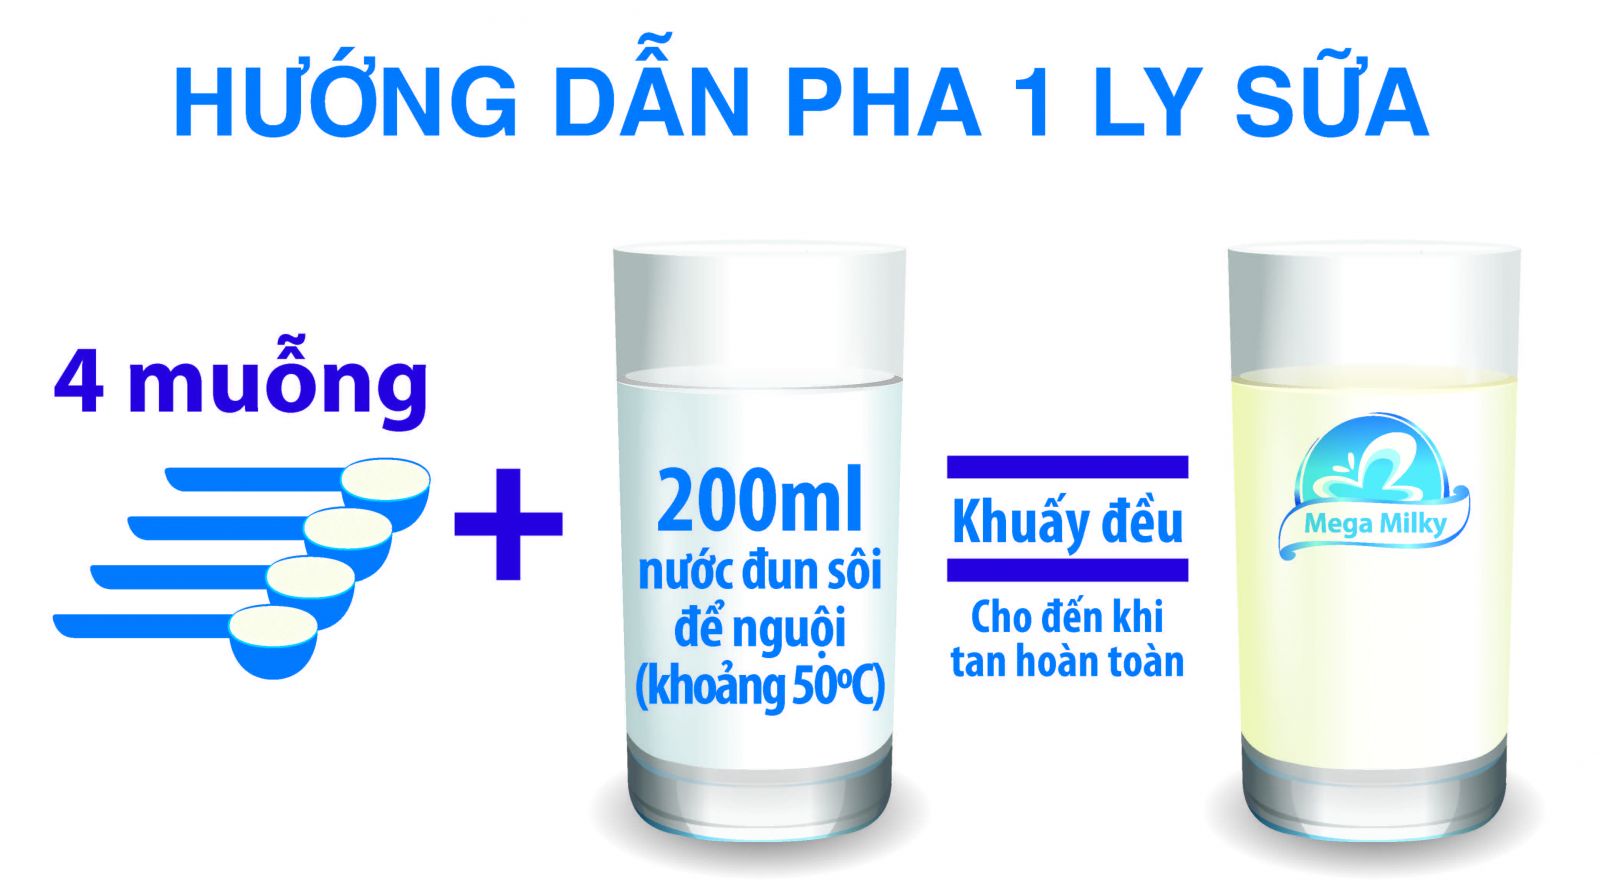 HƯỚNG DẪN PHA 1 LY SỮA
4 muỗng
+
200ml
nước đun sôi
để nguội
(khoảng 50ºC)
Khuấy đều
Cho đến khi
tan hoàn toàn
Mega Milky